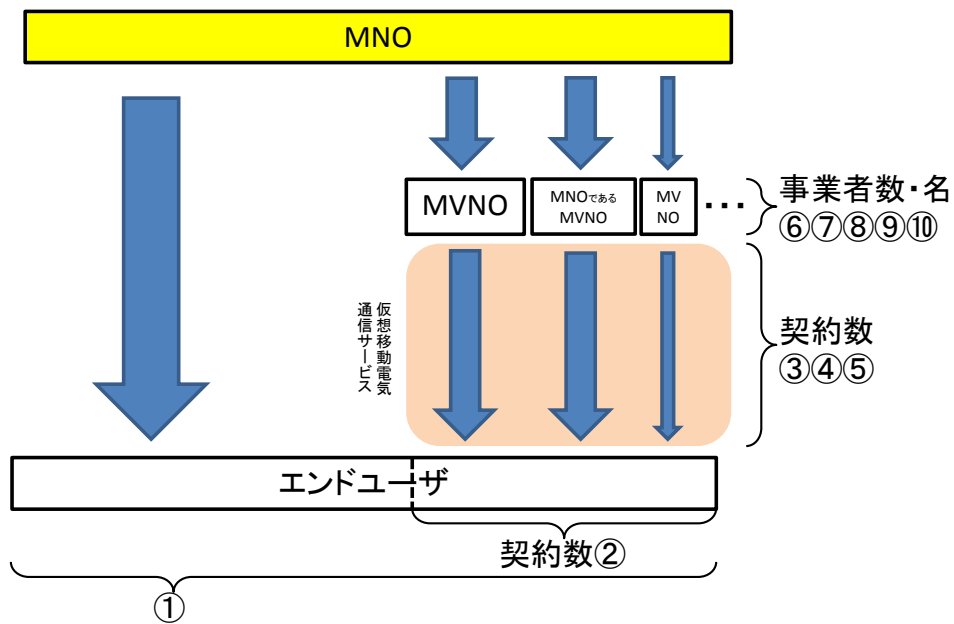 MNO
MVNO
MNOである
MVNO
MV
NO
・・・
事業者数・名
⑥⑦⑧⑨⑩
仮想移動電気
通信サービス
契約数
③④⑤
エンドユーザ
契約数②
①